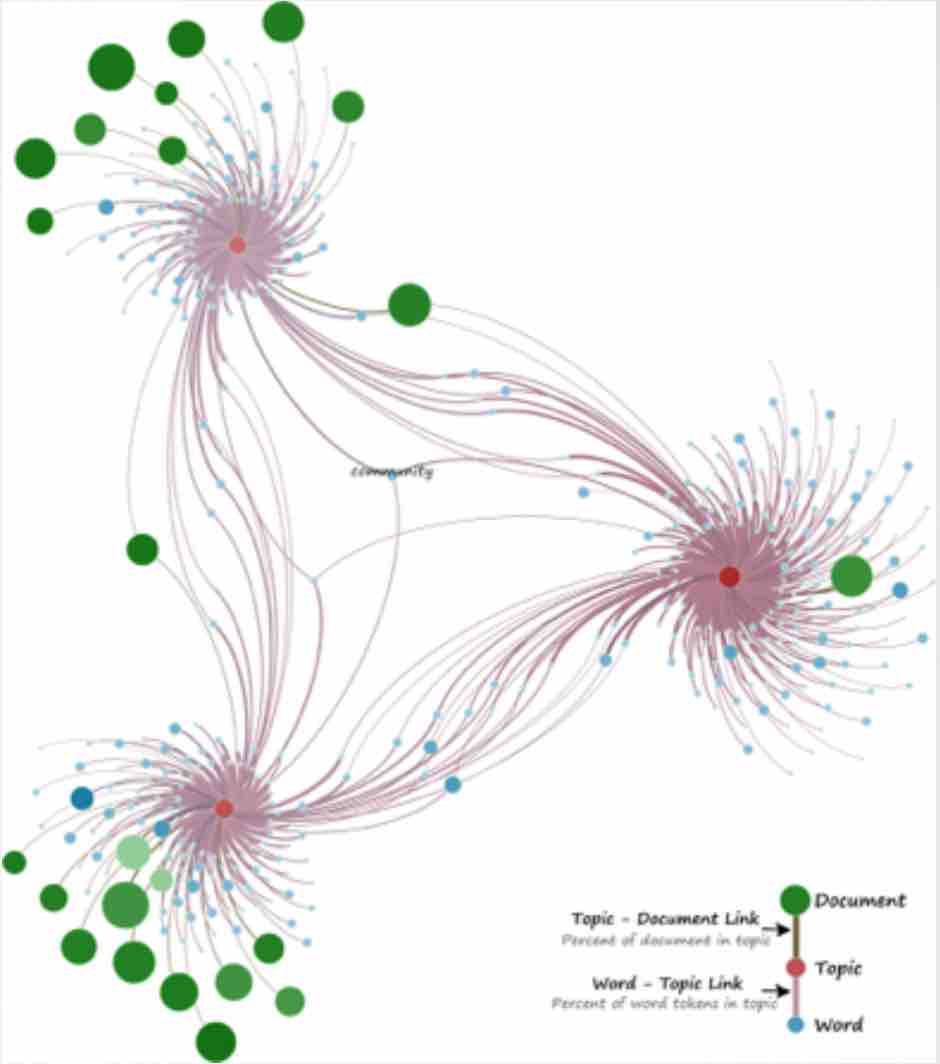 community
Document
Topic - Document Link
Percent of document in topic
Topic
Word - Topic Link
Percent of word tokens in topic
Word